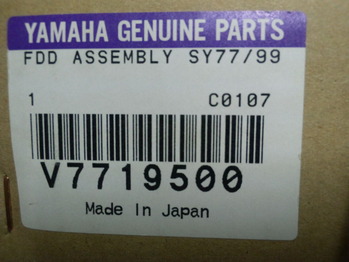 YAMAHA GENUINE PARTS
FDD ASSEMBLY SY77/99
1 C0107
V7719500
Made In Japan